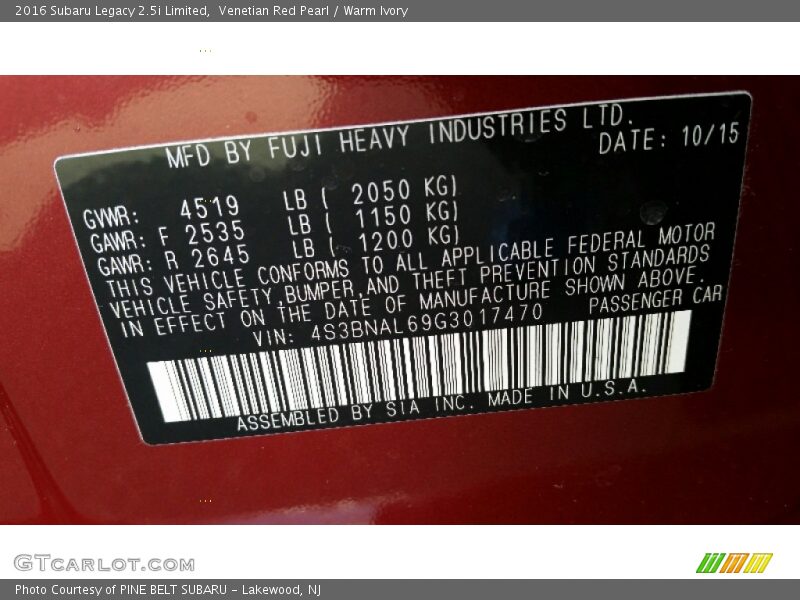 2016 Subaru Legacy 2.5i Limited,  Venetian Red Pearl / Warm Ivory
MFD BY FUJI HEAVY INDUSTRIES LTD.
DATE: 10/15
GVWR: 4519 LB ( 2050 KG)
GAWR: F 2535 LB ( 1150 KG)
GAWR: R 2645 LB ( 1200 KG)
THIS VEHICLE CONFORMS TO ALL APPLICABLE FEDERAL MOTOR
VEHICLE SAFETY,BUMPER,AND THEFT PREVENTION STANDARDS
IN EFFECT ON THE DATE OF MANUFACTURE SHOWN ABOVE.
VIN: 4S3BNAL69G3017470 PASSENGER CAR
ASSEMBLED BY SIA INC. MADE IN U.S.A.
GTcarlot.com
Photo Courtesy of PINE BELT SUBARU - Lakewood, NJ